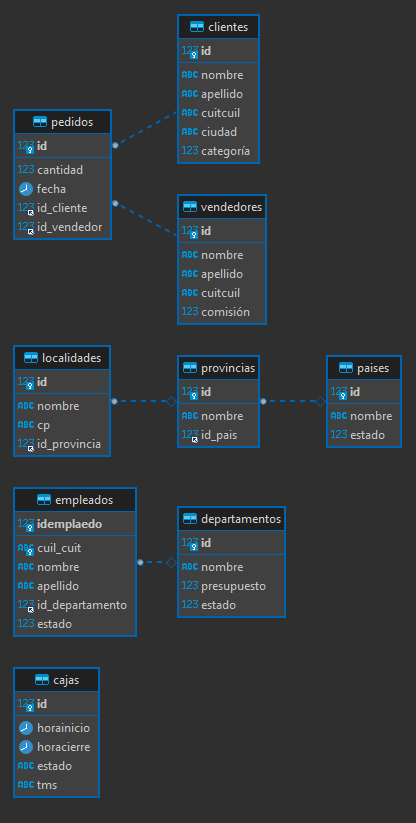 clientes
123 id
ABC nombre
ABC apellido
ABC cuitcuil
ABC ciudad
123 categoría
pedidos
123 id
123 cantidad
fecha
123 id_cliente
123 id_vendedor
vendedores
123 id
ABC nombre
ABC apellido
ABC cuitcuil
123 comisión
localidades
123 id
ABC nombre
ABC cp
123 id_provincia
provincias
123 id
ABC nombre
123 id_pais
paises
123 id
ABC nombre
123 estado
empleados
123 idemplaedo
ABC cuil_cuit
ABC nombre
ABC apellido
123 id_departamento
123 estado
departamentos
123 id
ABC nombre
123 presupuesto
123 estado
cajas
123 id
horainicio
horacierre
ABC estado
ABC tms